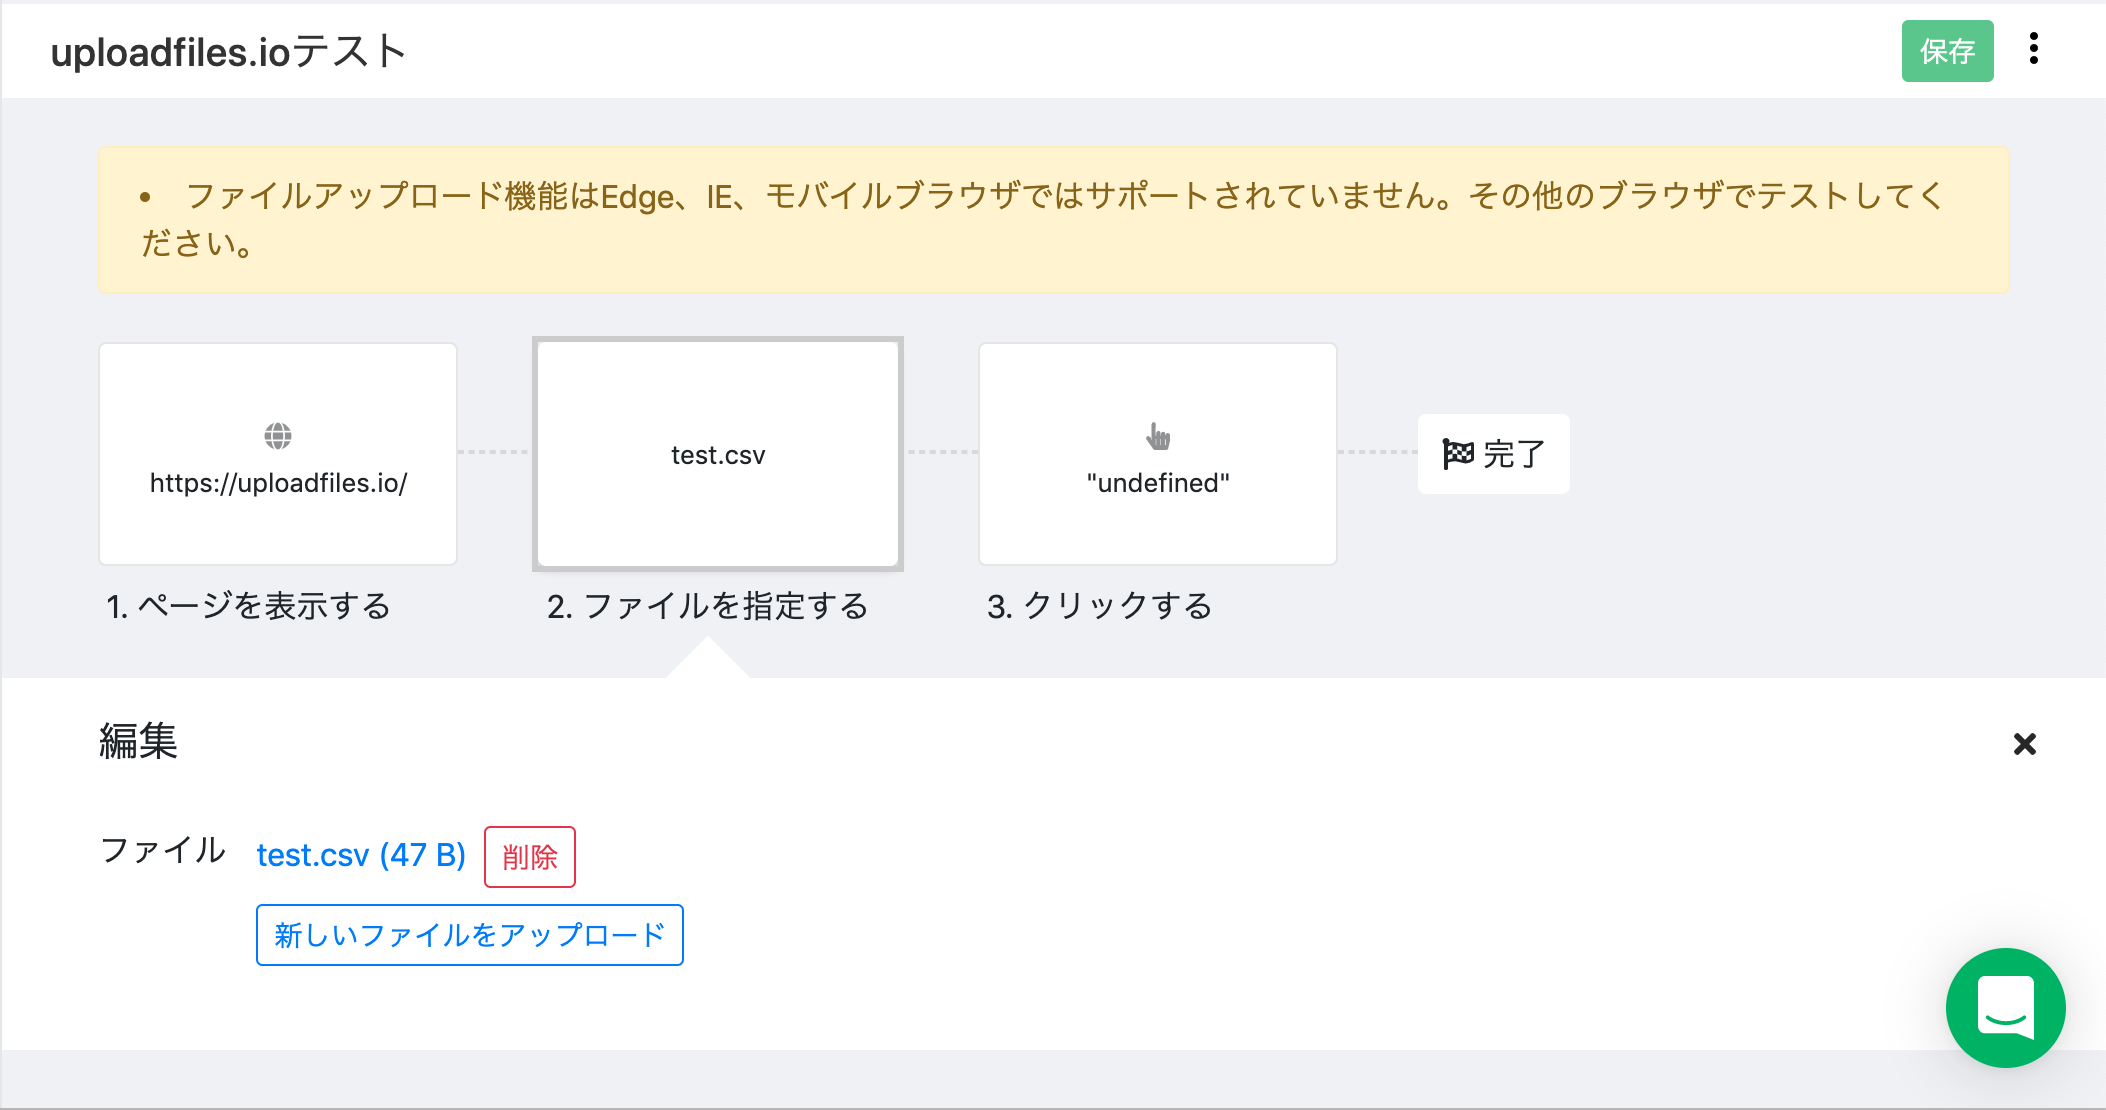 uploadfiles.ioテスト
保存
• ファイルアップロード機能はEdge、IE、モバイルブラウザではサポートされていません。その他のブラウザでテストしてく
ださい。
https://uploadfiles.io/
test.csv
"undefined"
完了
1. ページを表示する
2. ファイルを指定する
3. クリックする
編集
ファイル
test.csv (47 B)
削除
新しいファイルをアップロード